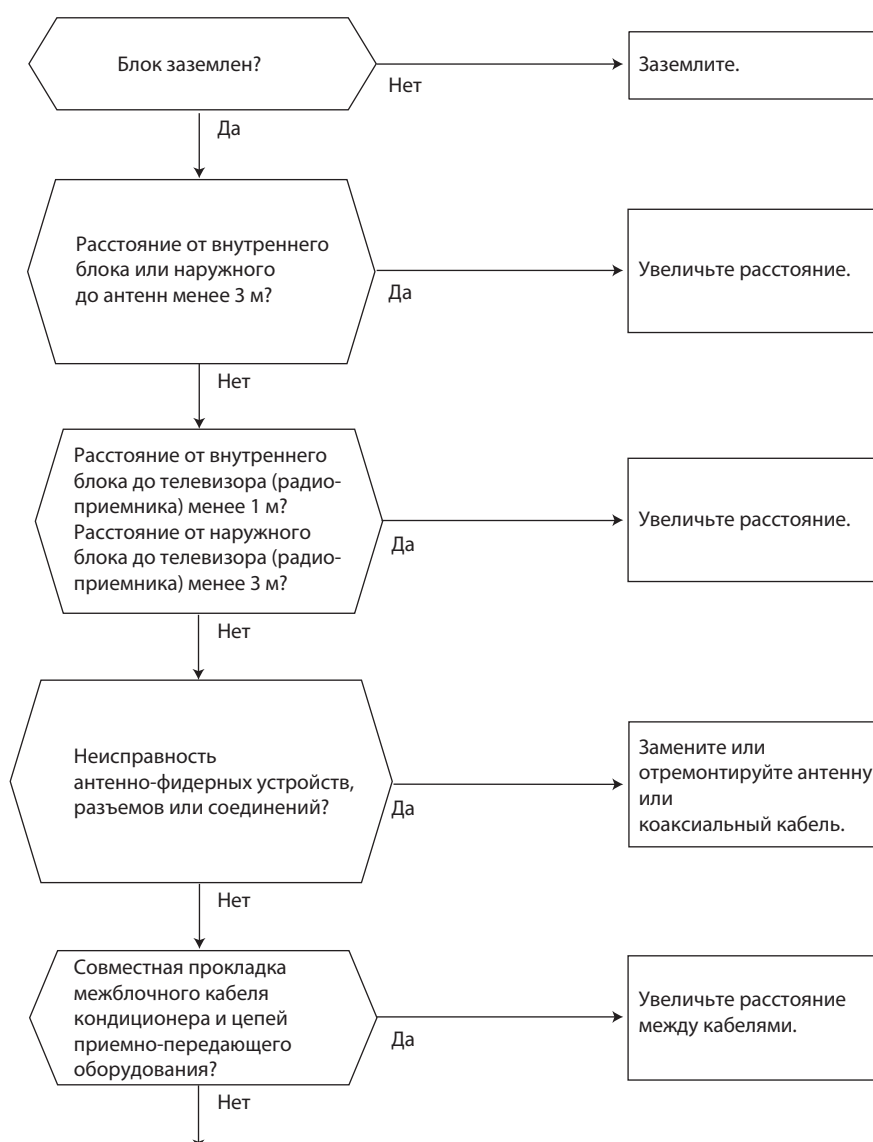 Блок заземлен?
Нет
Заземлите.
Да
Расстояние от внутреннего
блока или наружного
до антенн менее 3 м?
Да
Увеличьте расстояние.
Нет
Расстояние от внутреннего
блока до телевизора (радио-
приемника) менее 1 м?
Расстояние от наружного
блока до телевизора (радио-
приемника) менее 3 м?
Да
Увеличьте расстояние.
Нет
Неисправность
антенно-фидерных устройств,
разъемов или соединений?
Да
Замените или
отремонтируйте антенну
или
коаксиальный кабель.
Нет
Совместная прокладка
межблочного кабеля
кондиционера и цепей
приемно-передающего
оборудования?
Да
Увеличьте расстояние
между кабелями.
Нет